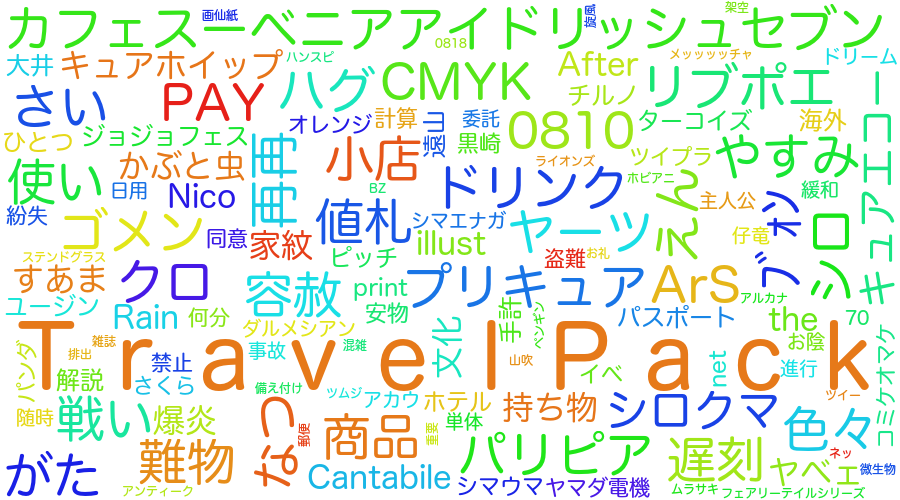 カフェスーベニアアイドリッシュセブン
画仙紙
旋風
架空
0818
大井
キュアホイップ
ハンスピ
ハグ
CMYK
After
メッッッッチャ
ドリーム
さい
PAY
チルノ
リブポエ
キュアエコー
ひとつ
ジョジョフェス
オレンジ
計算
遠山
委託
0810
ターコイズ
海外
再再
小店
黒崎
ツイプラ
やすみ
使い
かぶと虫
日用
Nico
ライオンズ
ホビアニ
BZ
ドリンク
えん
主人公
緩和
紛失
ゴメン
同意
家紋
値札
シマエナガ
ヤーツ
仔竜
ブォン
シロ
ステンドグラス
すあま
クロ
ピッチ
illust
盗難
お礼
容赦
print
プリキュア
ArS
アルカナ
ユージン
Rain
何分
安物
手許
ペンギン
パスポート
the
70
ダルメシアン
文化
お陰
TravelPack
雑誌
排出
禁止
事故
混雑
山吹
net
進行
コミケオマケ
パンダ
解説
さくら
備え付け
ツムジ
アカウ
ホテル
イベ
ツイー
随時
戦い
爆炎
なつ
郵便
商品
重要
単体
持ち物
シロクマ
色々
難物
パリピア
遅刻
ヤベェ
ネッ
微生物
がた
アンティーク
Cantabile
シマウマヤマダ電機
ムラサキ
フェアリーテイルシリーズ